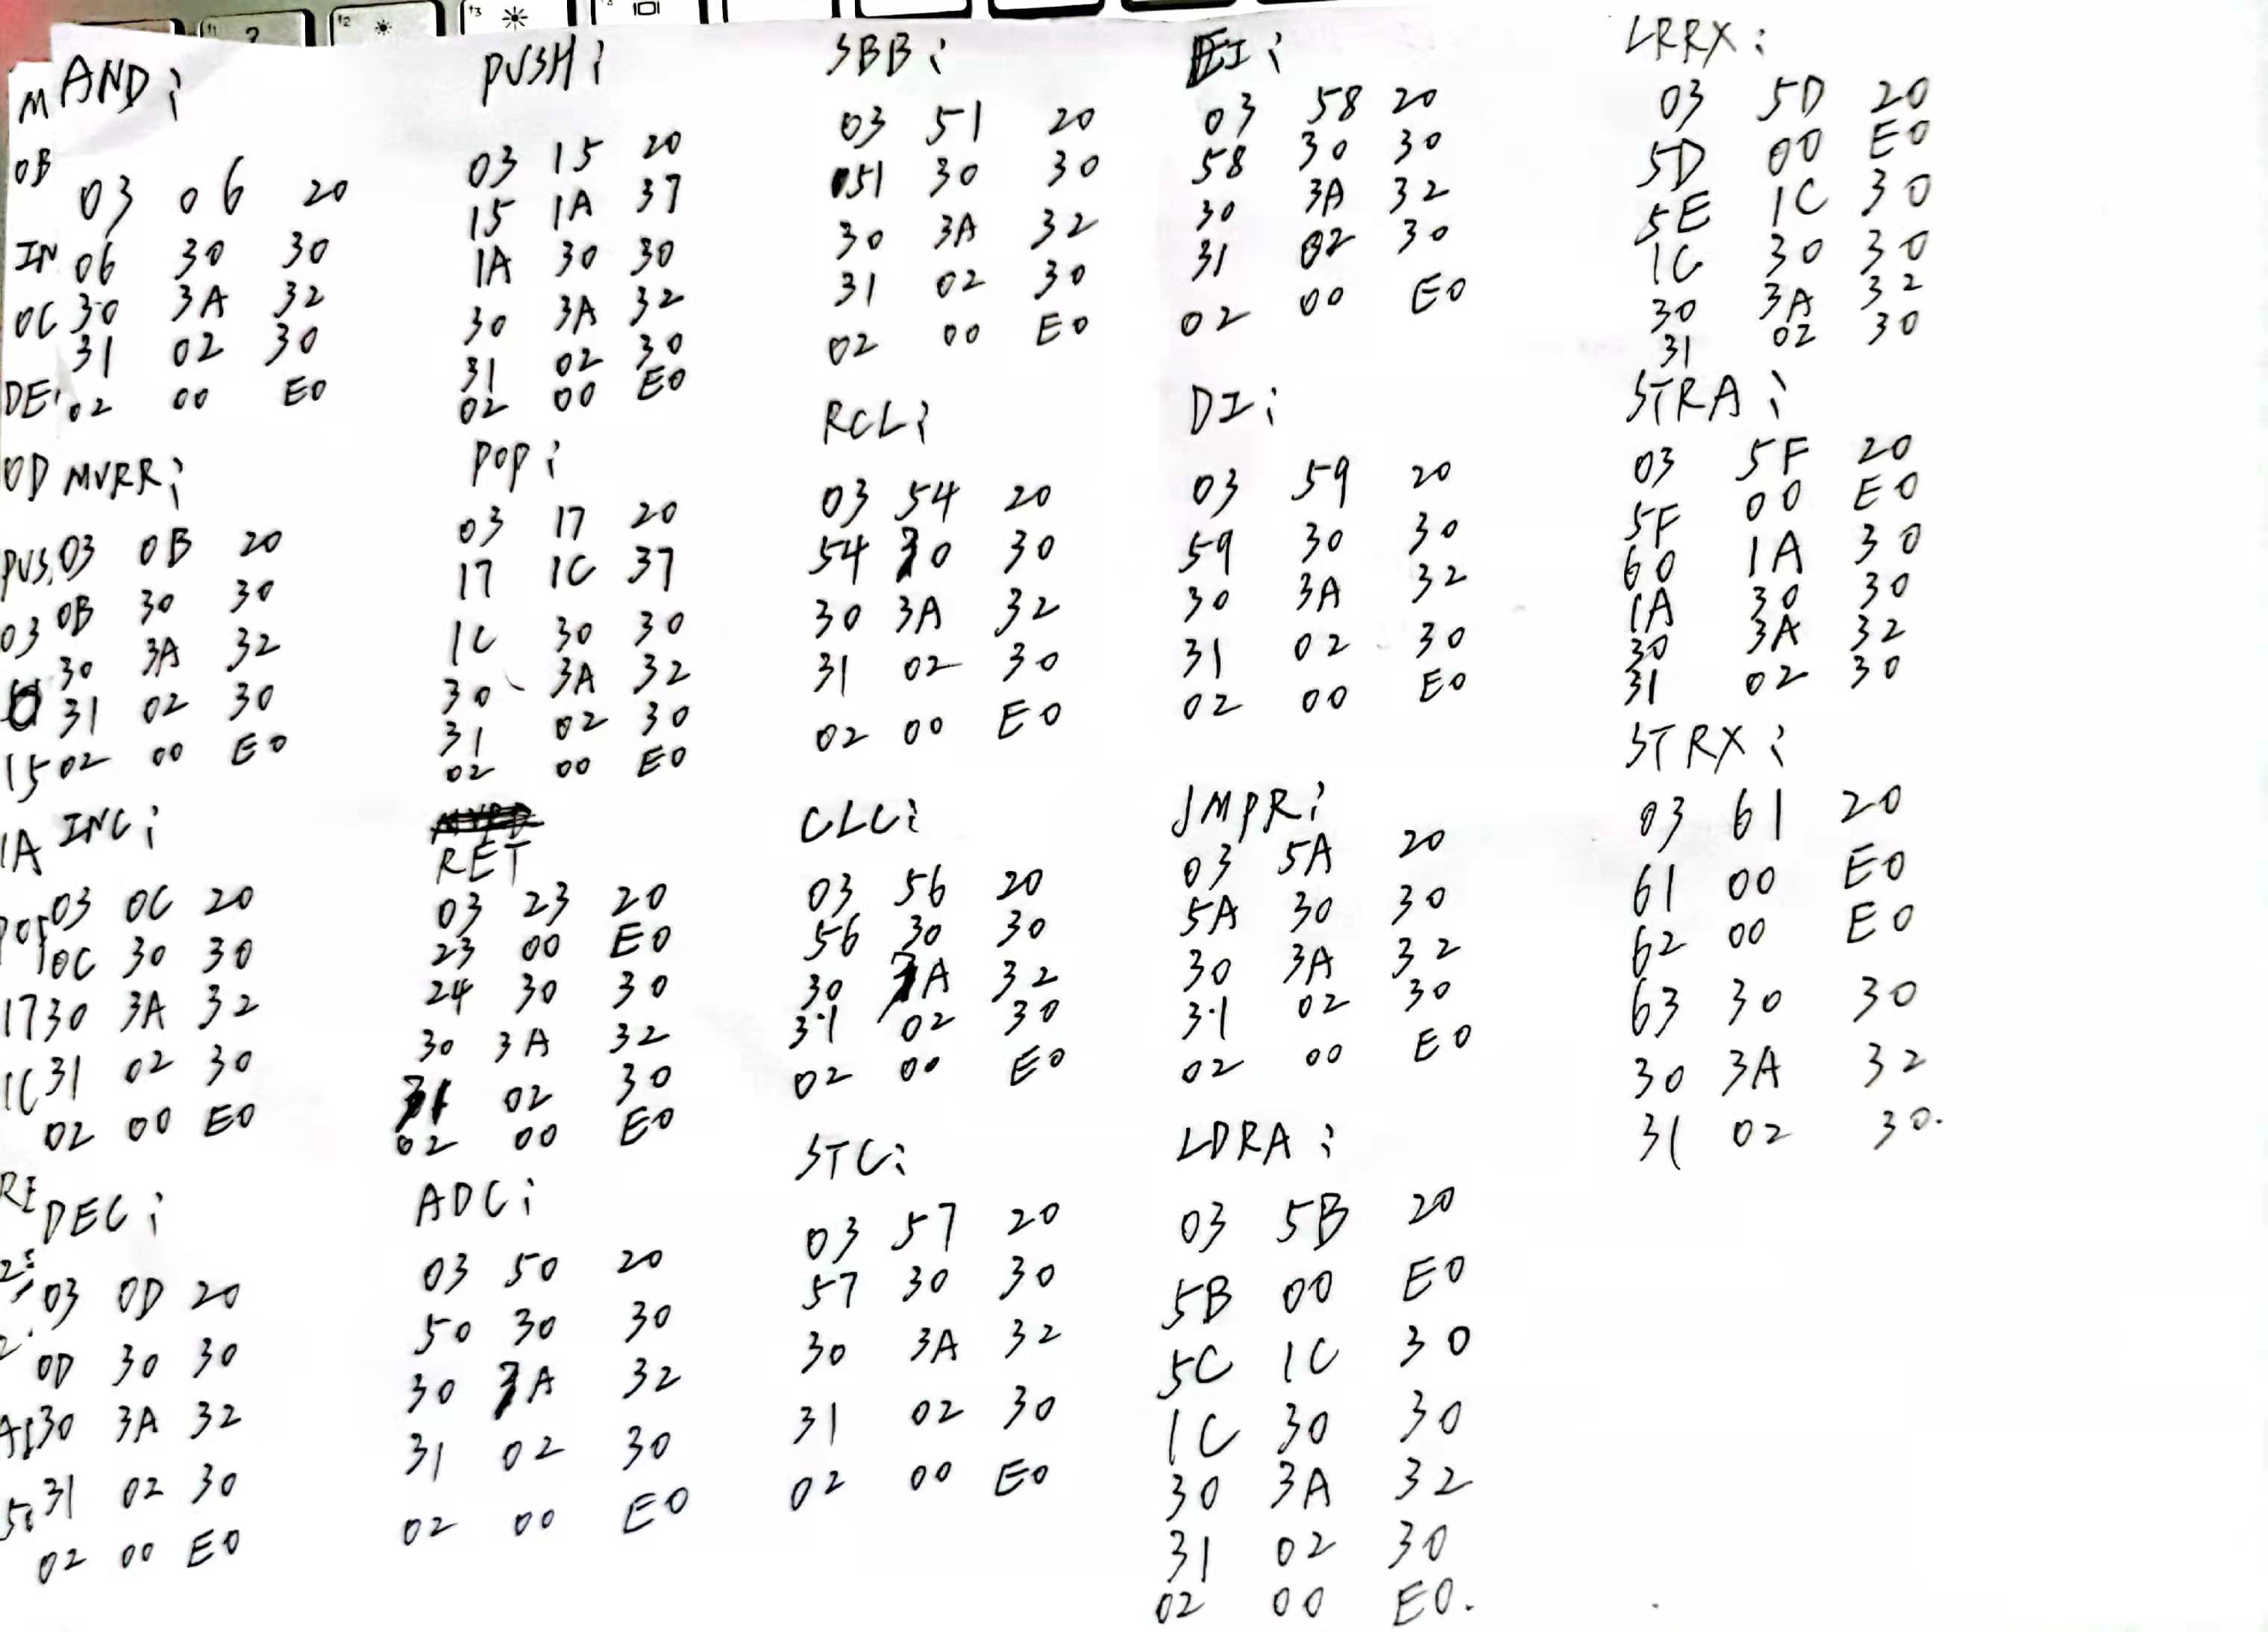 AND:
03 06 20
06 30 30
30 3A 32
31 02 30
02 00 E0
MVRR:
03 0B 20
0B 30 30
30 3A 32
31 02 30
02 00 E0
INC:
03 0C 20
0C 30 30
30 3A 32
31 02 30
02 00 E0
DEC:
03 0D 20
0D 30 30
30 3A 32
31 02 30
02 00 E0
PUSH:
03 15 20
15 1A 37
1A 30 30
30 3A 32
31 02 30
02 00 E0
POP:
03 17 20
17 1C 37
1C 30 30
30 3A 32
31 02 30
02 00 E0
RET
03 23 20
23 00 E0
24 30 30
30 3A 32
31 02 30
02 00 E0
ADC:
03 50 20
50 30 30
30 3A 32
31 02 30
02 00 E0
SBB:
03 51 20
051 30 30
30 3A 32
31 02 30
02 00 E0
RCL:
03 54 20
54 30 30
30 3A 32
31 02 30
02 00 E0
CLC:
03 56 20
56 30 30
30 3A 32
31 02 30
02 00 E0
STC:
03 57 20
57 30 30
30 3A 32
31 02 30
02 00 E0
EI:
03 58 20
58 30 30
30 3A 32
31 02 30
02 00 E0
DI:
03 59 20
59 30 30
30 3A 32
31 02 30
02 00 E0
JMPR:
03 5A 20
5A 30 30
30 3A 32
31 02 30
02 00 E0
LDRA:
03 5B 20
5B 00 E0
5C 1C 30
1C 30 30
30 3A 32
31 02 30
02 00 E0.
LRRX:
03 5D 20
5D 00 E0
5E 1C 30
1C 30 30
30 3A 32
31 02 30
STRA:
03 5F 20
5F 00 E0
60 1A 30
1A 30 30
30 3A 32
31 02 30
STRX:
03 61 20
61 00 E0
62 00 E0
63 30 30
30 3A 32
31 02 30.